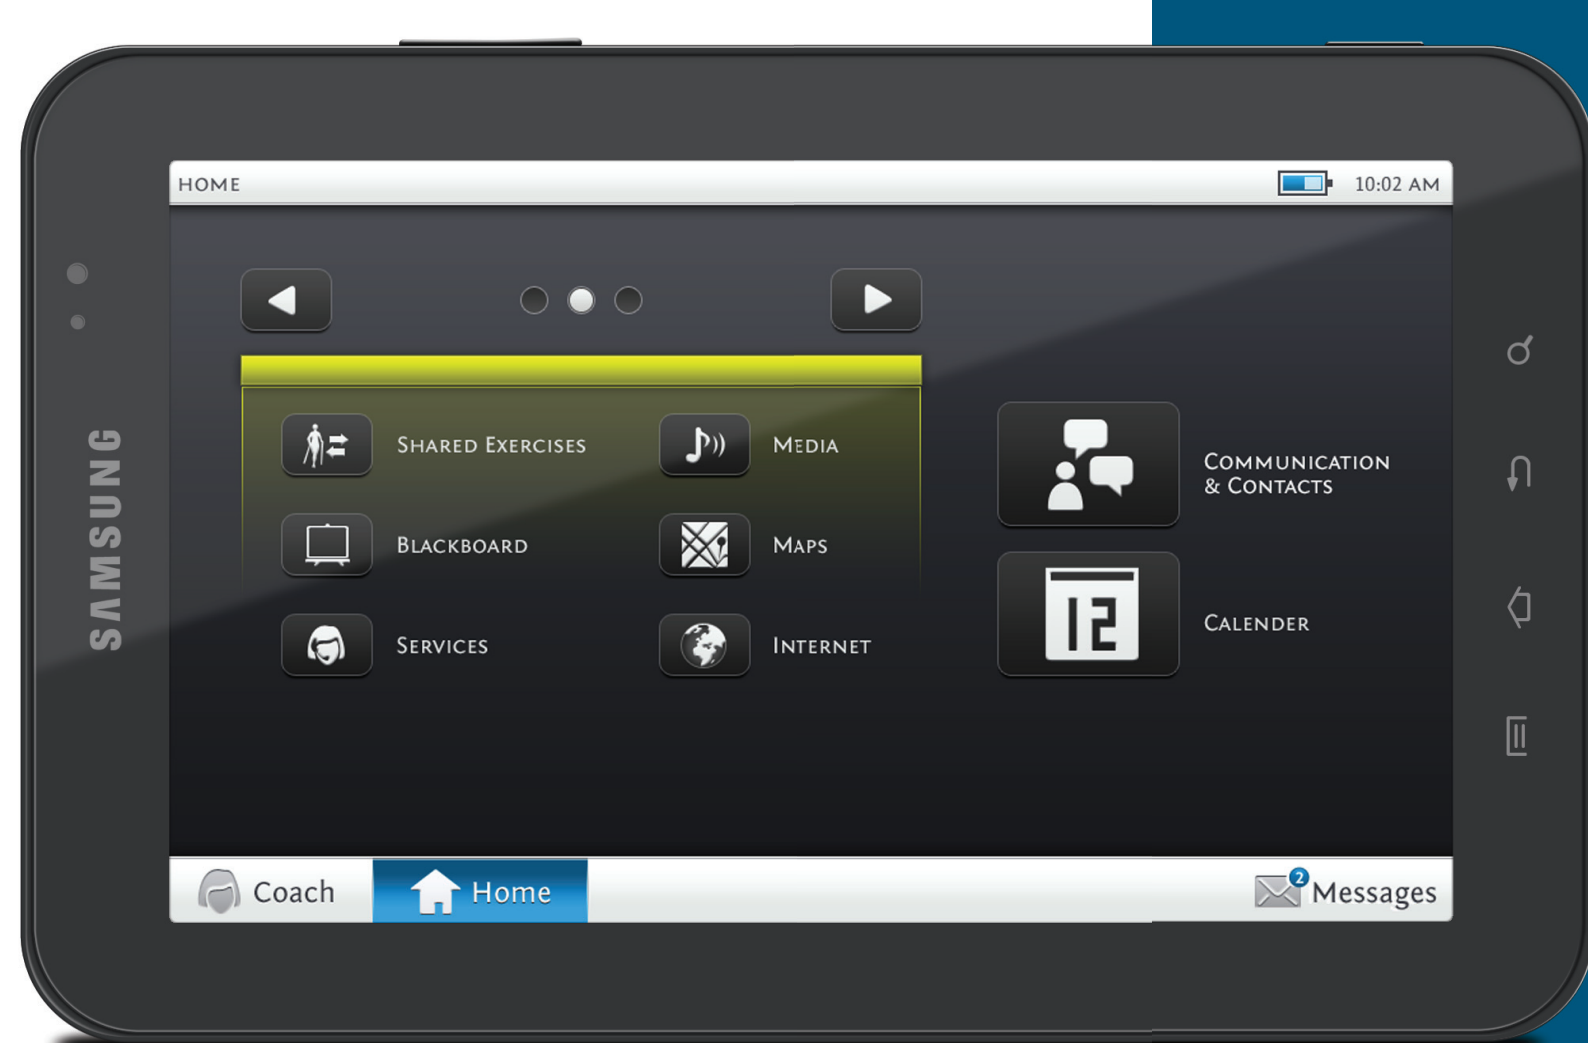 HOME
10:02 AM
SAMSUNG
SHARED EXERCISES
MEDIA
COMMUNICATION
& CONTACTS
BLACKBOARD
MAPS
12
CALENDER
SERVICES
INTERNET
Coach
Home
2
Messages